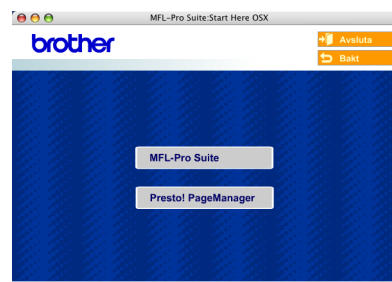 MFL-Pro Suite:Start Here OSX
brother
Avsluta
Bakt
MFL-Pro Suite
Presto! PageManager